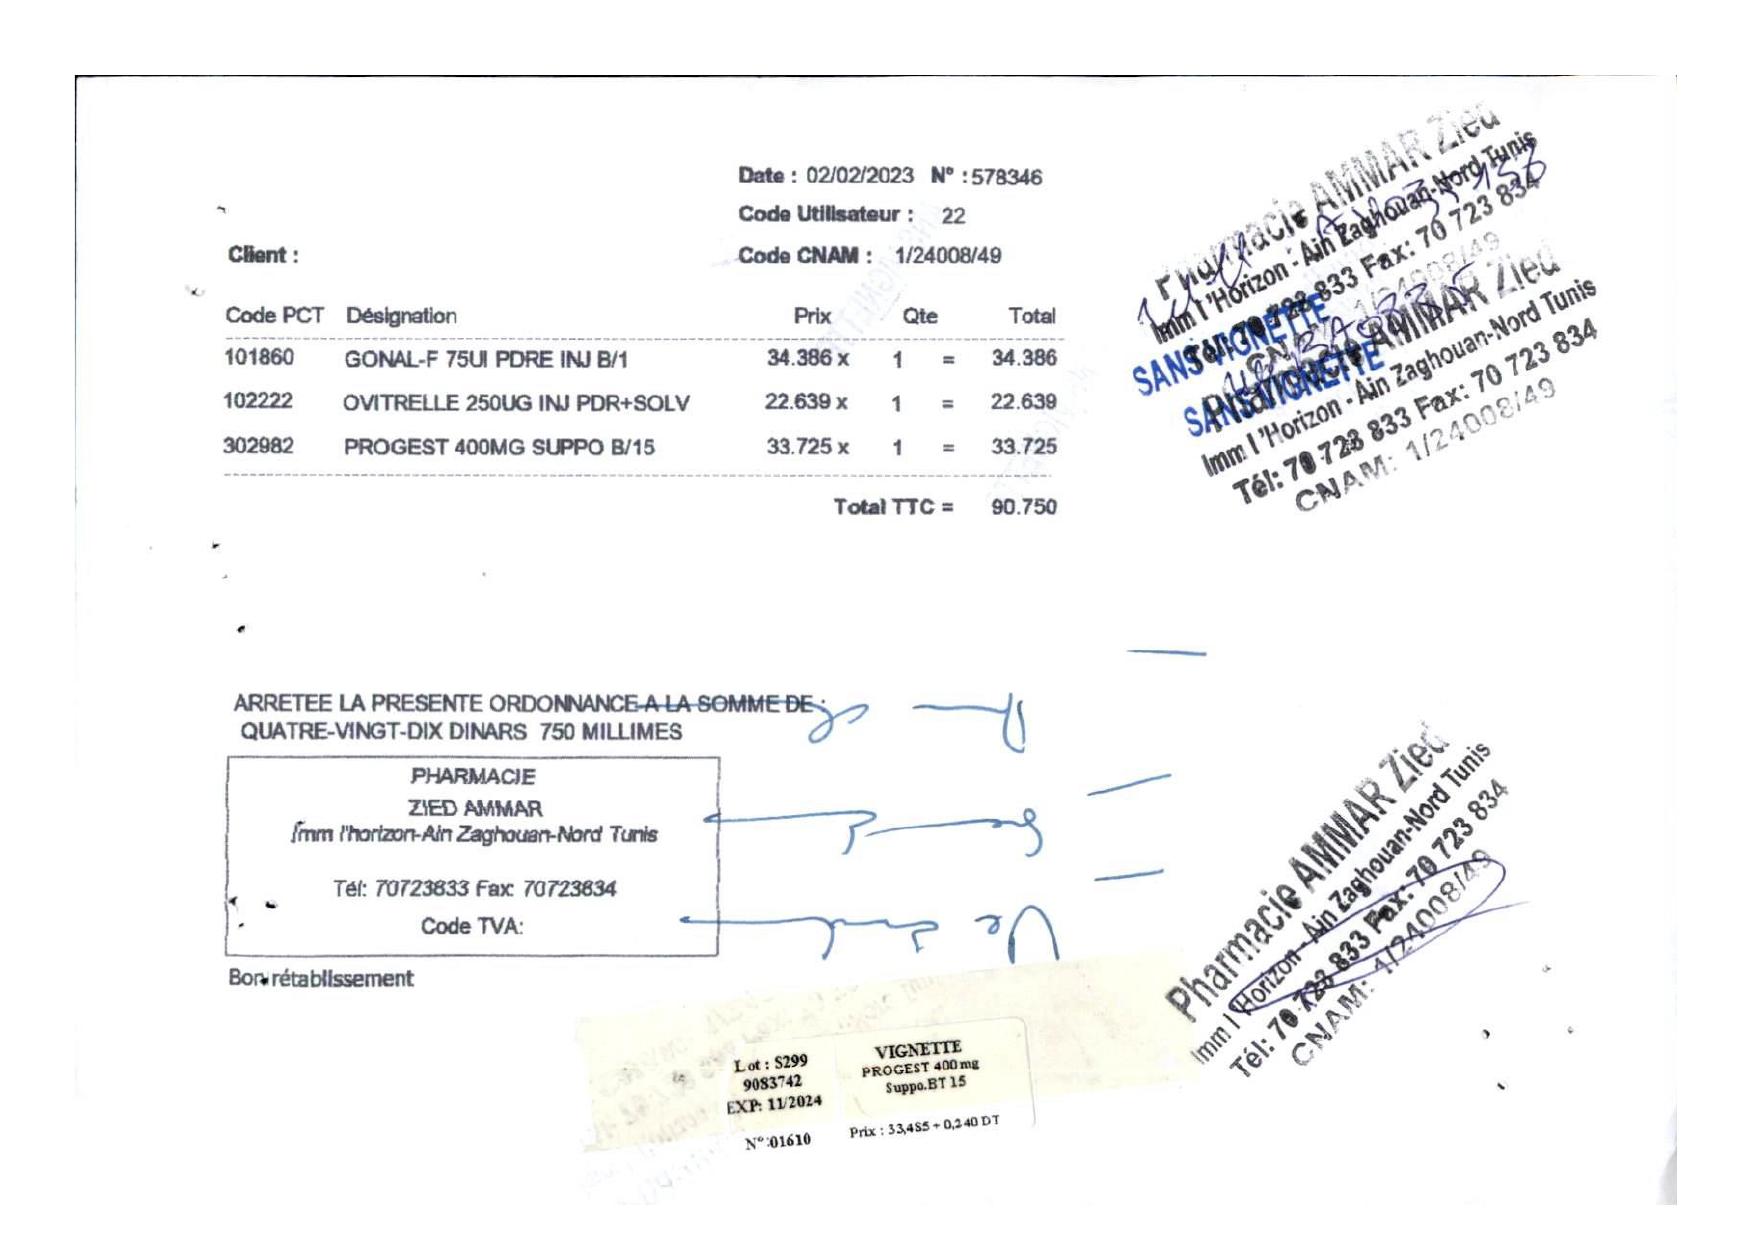 Date : 02/02/2023 N° : 578346
Code Utilisateur : 22
Client :
Code CNAM : 1/24008/49
Code PCT Désignation Prix Qte Total
101860 GONAL-F 75UI PDRE INJ B/1 34.386 x 1 = 34.386
102222 OVITRELLE 250UG INJ PDR+SOLV 22.639 x 1 = 22.639
302982 PROGEST 400MG SUPPO B/15 33.725 x 1 = 33.725
Total TTC = 90.750
Pharmacie AMMAR Zied
Imm l'Horizon - Ain Zaghouan-Nord Tunis
Tél: 70 728 833 Fax: 70 723 834
SANS VIGNETTE
SANS VIGNETTE
Pharmacie AMMAR Zied
Imm l'Horizon - Ain Zaghouan-Nord Tunis
Tél: 70 728 833 Fax: 70 723 834
CNAM: 1/24008/49
ARRETEE LA PRESENTE ORDONNANCE A LA SOMME DE :
QUATRE-VINGT-DIX DINARS 750 MILLIMES
PHARMACIE
ZIED AMMAR
Imm l'horizon-Ain Zaghouan-Nord Tunis
Tél: 70723833 Fax: 70723834
Code TVA:
Bon rétablissement
Pharmacie AMMAR Zied
Imm l'Horizon - Ain Zaghouan-Nord Tunis
Tél: 70 728 833 Fax: 70 723 834
CNAM: 1/24008/49
Lot : S299
9083742
EXP: 11/2024
N° :01610
VIGNETTE
PROGEST 400 mg
Suppo.BT 15
Prix : 33,485 + 0,240 DT